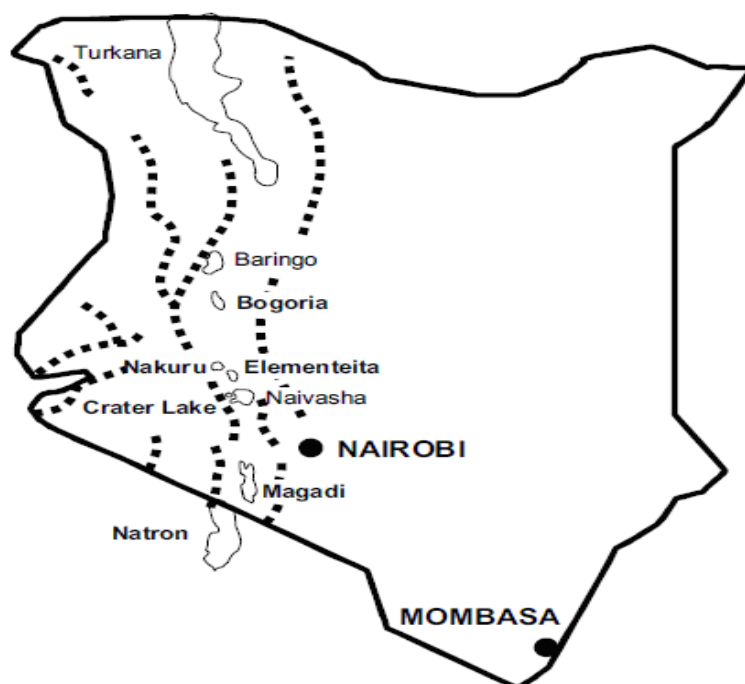 Turkana
Baringo
Bogoria
Nakuru
Elementeita
Crater Lake
Naivasha
NAIROBI
Magadi
Natron
MOMBASA